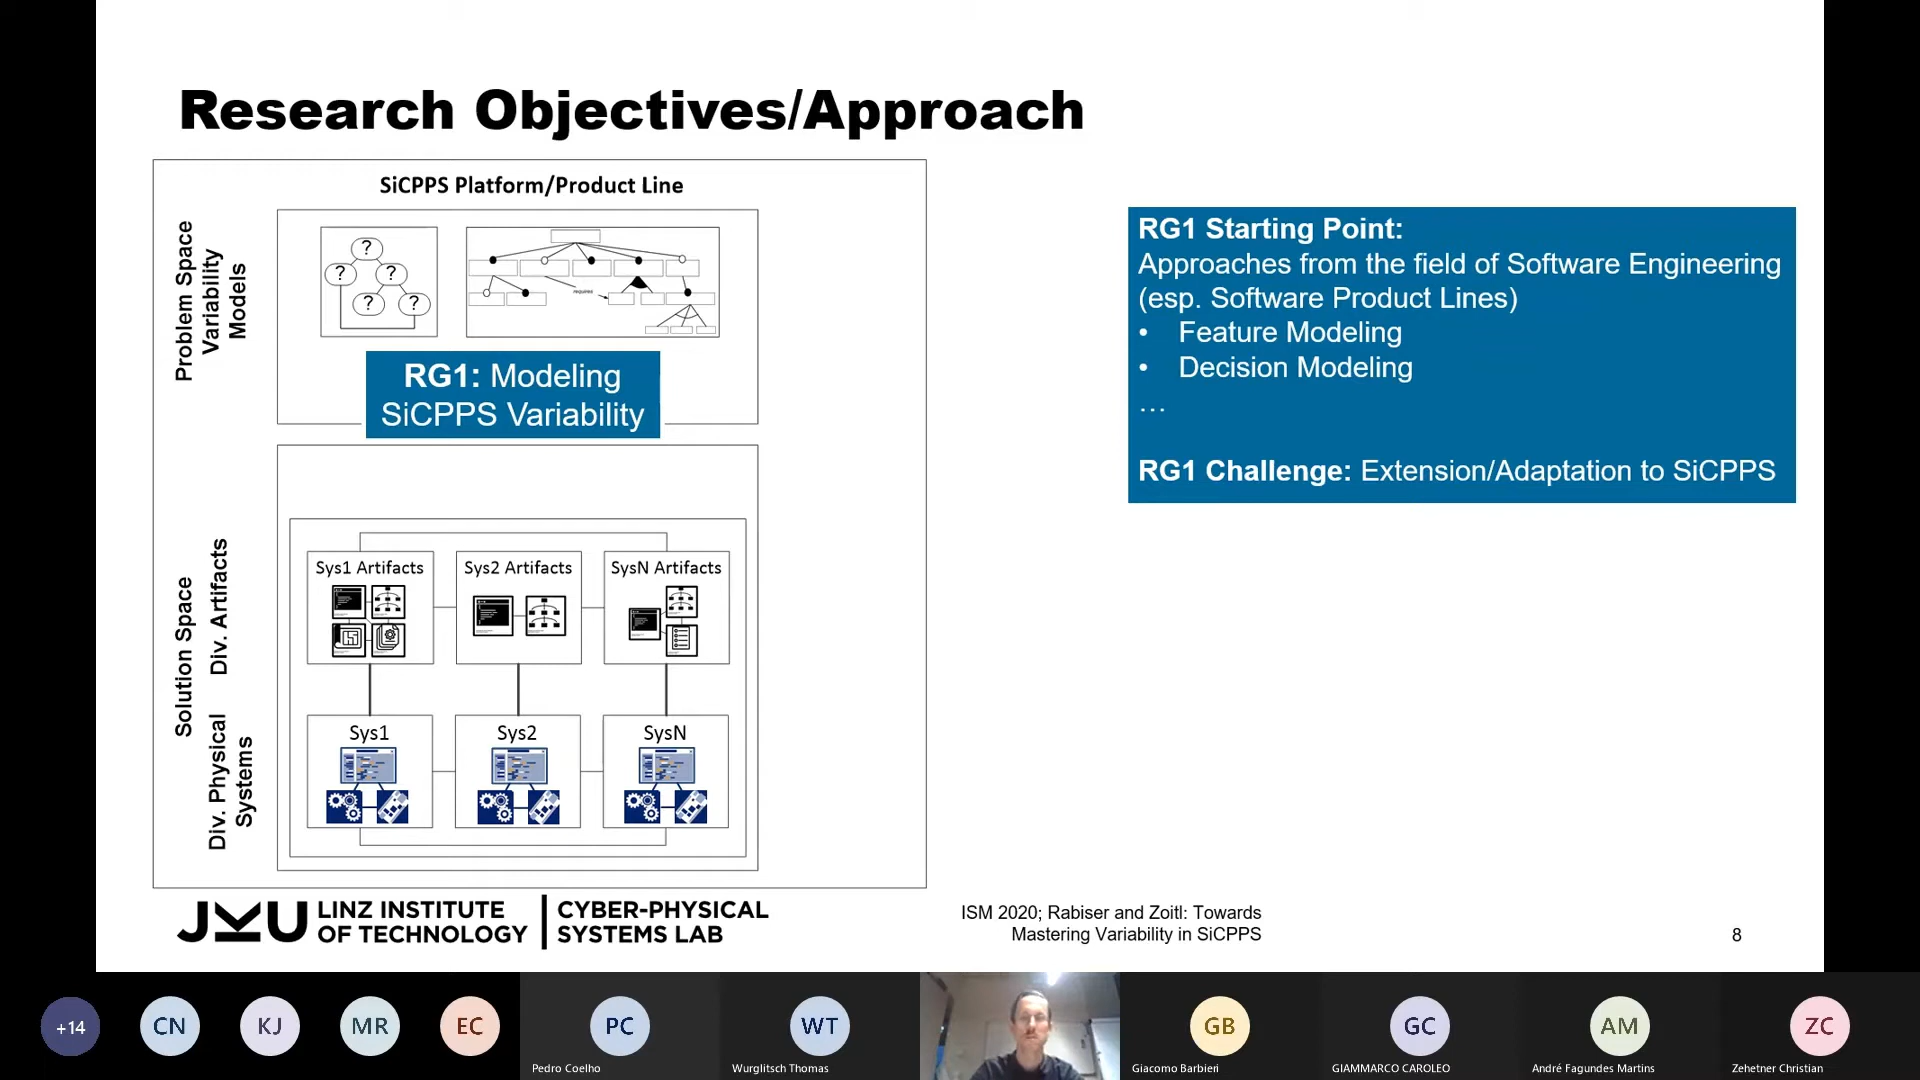 Research Objectives/Approach
SiCPPS Platform/Product Line
Problem Space
Variability
Models
?
?
?
?
?
requires
RG1: Modeling
SiCPPS Variability
Solution Space
Div. Artifacts
Div. Physical
Systems
Sys1 Artifacts
Sys2 Artifacts
SysN Artifacts
Sys1
Sys2
SysN
RG1 Starting Point:
Approaches from the field of Software Engineering
(esp. Software Product Lines)
• Feature Modeling
• Decision Modeling
…
RG1 Challenge: Extension/Adaptation to SiCPPS
JKU
LINZ INSTITUTE
OF TECHNOLOGY
CYBER-PHYSICAL
SYSTEMS LAB
ISM 2020; Rabiser and Zoitl: Towards
Mastering Variability in SiCPPS
8
+14
CN
KJ
MR
EC
PC
Pedro Coelho
WT
Wurglitsch Thomas
GB
Giacomo Barbieri
GC
GIAMMARCO CAROLEO
AM
André Fagundes Martins
ZC
Zehetner Christian